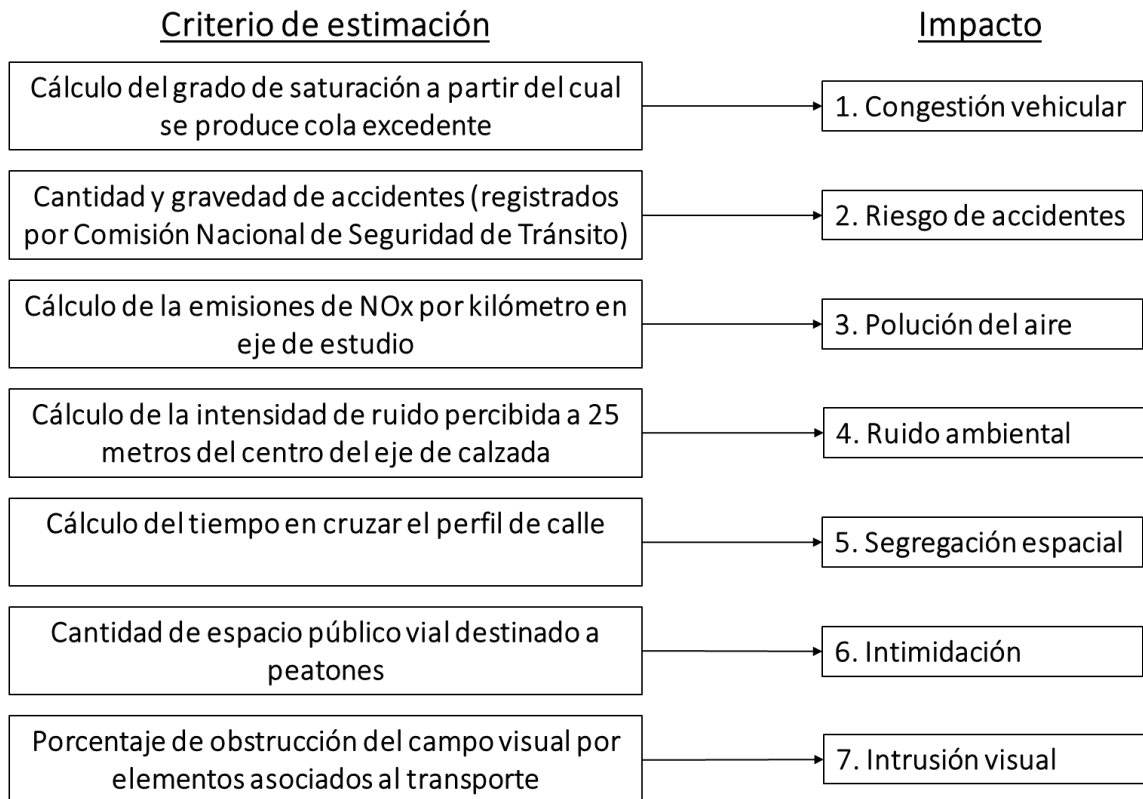 Criterio de estimación
Impacto
Cálculo del grado de saturación a partir del cual
se produce cola excedente
1. Congestión vehicular
Cantidad y gravedad de accidentes (registrados
por Comisión Nacional de Seguridad de Tránsito)
2. Riesgo de accidentes
Cálculo de la emisiones de NOx por kilómetro en
eje de estudio
3. Polución del aire
Cálculo de la intensidad de ruido percibida a 25
metros del centro del eje de calzada
4. Ruido ambiental
Cálculo del tiempo en cruzar el perfil de calle
5. Segregación espacial
Cantidad de espacio público vial destinado a
peatones
6. Intimidación
Porcentaje de obstrucción del campo visual por
elementos asociados al transporte
7. Intrusión visual